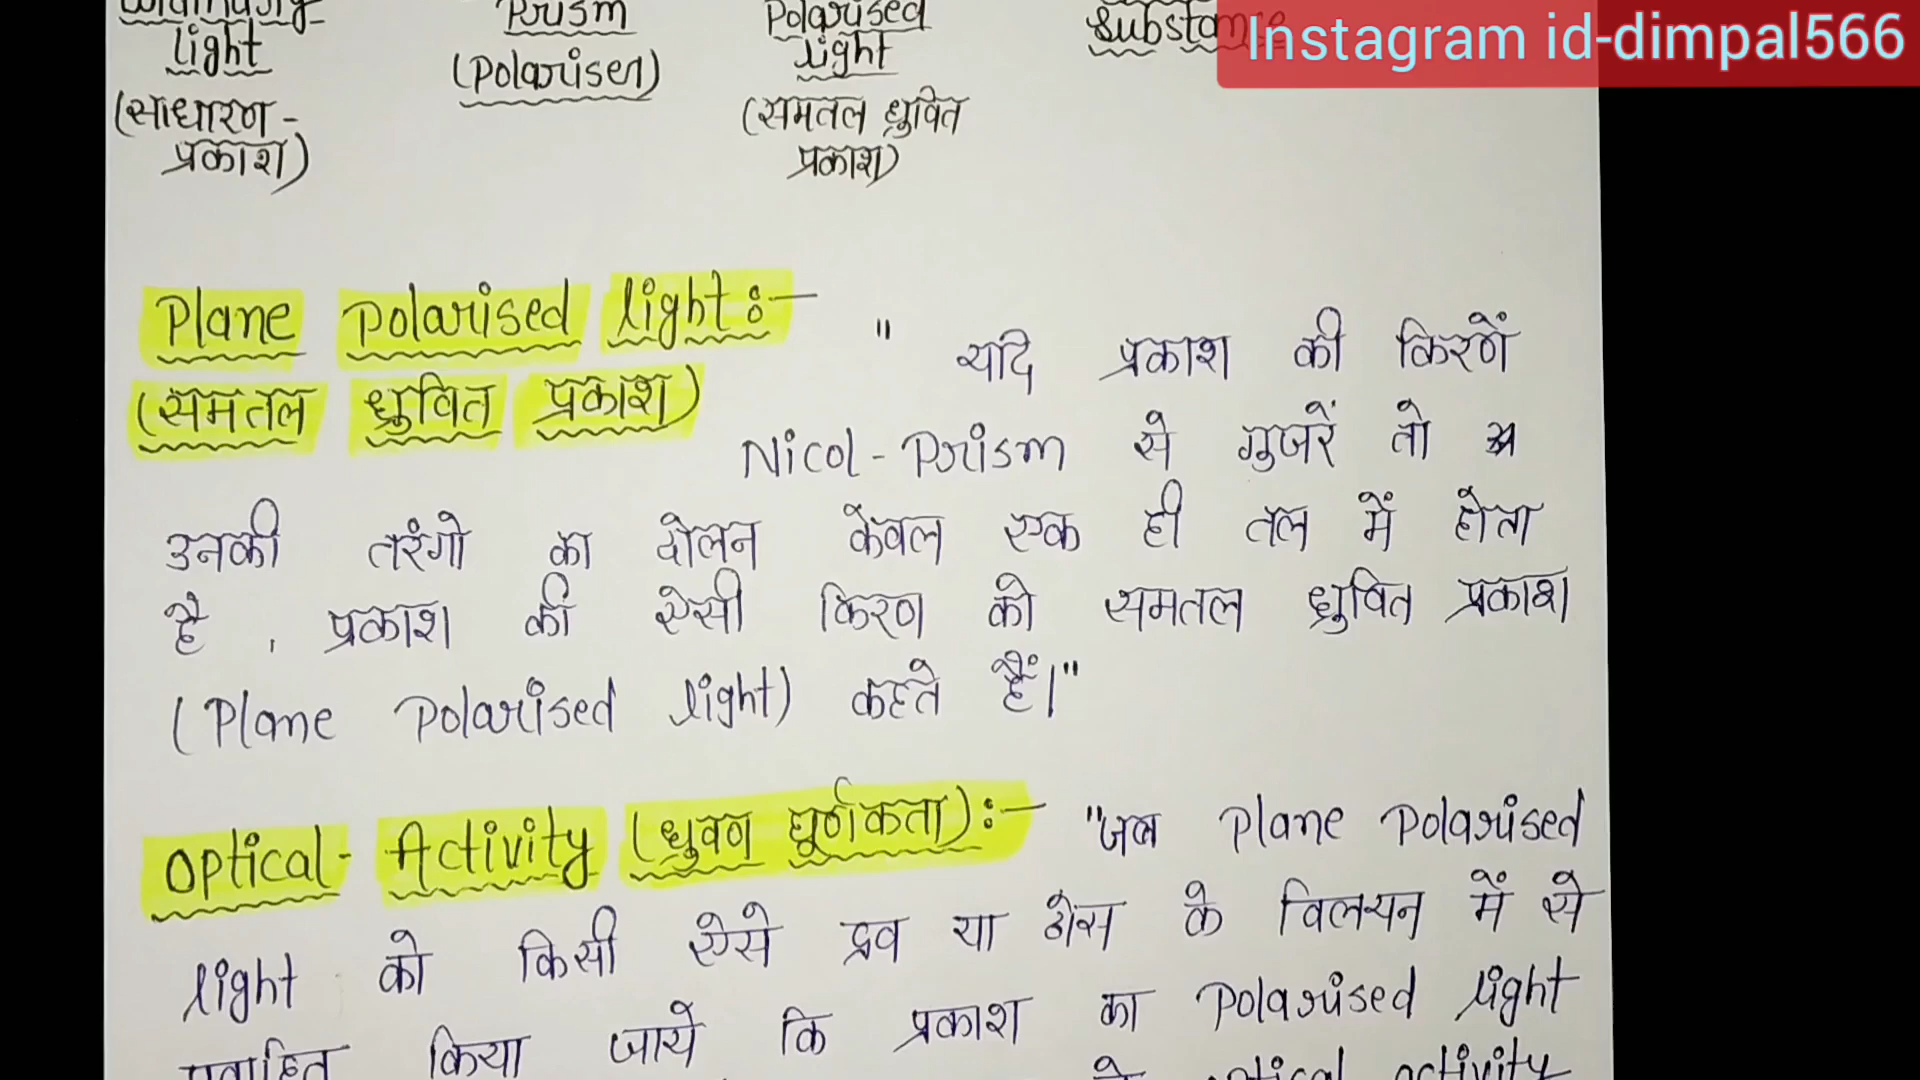 Prism Polarised Substance
light (Polariser) light
(साधारण - (समतल ध्रुवित
प्रकाश) प्रकाश)
Instagram id-dimpal566
Plane Polarised light:- " यदि प्रकाश की किरणें
(समतल ध्रुवित प्रकाश)
Nicol-Prism से गुजरें तो
उनकी तरंगो का दोलन केवल एक ही तल में होता
है , प्रकाश की ऐसी किरण को समतल ध्रुवित प्रकाश
(Plane Polarised light) कहते हैं।"
Optical- Activity (ध्रुवण घूर्णकता):- "जब Plane Polarised
light को किसी ऐसे द्रव या ठोस के विलयन में से
किया जाये कि प्रकाश का Polarised light
optical activity